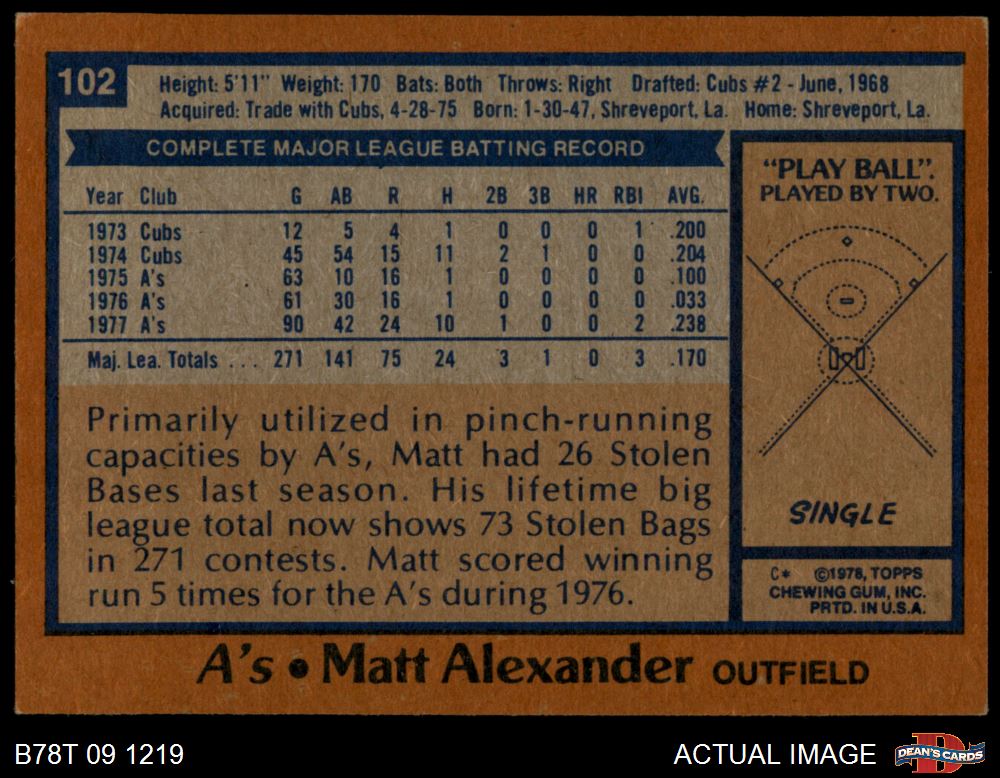 102
Height: 5'11" Weight: 170 Bats: Both Throws: Right Drafted: Cubs #2 - June, 1968
Acquired: Trade with Cubs, 4-28-75 Born: 1-30-47, Shreveport, La. Home: Shreveport, La.
COMPLETE MAJOR LEAGUE BATTING RECORD
Year Club G AB R H 2B 3B HR RBI AVG.
1973 Cubs 12 5 4 1 0 0 0 1 .200
1974 Cubs 45 54 15 11 2 1 0 0 .204
1975 A's 63 10 16 1 0 0 0 0 .100
1976 A's 61 30 16 1 0 0 0 0 .033
1977 A's 90 42 24 10 1 0 0 2 .238
Maj. Lea. Totals . . . 271 141 75 24 3 1 0 3 .170
Primarily utilized in pinch-running
capacities by A's, Matt had 26 Stolen
Bases last season. His lifetime big
league total now shows 73 Stolen Bags
in 271 contests. Matt scored winning
run 5 times for the A's during 1976.
"PLAY BALL".
PLAYED BY TWO.
SINGLE
C* ©1978, TOPPS
CHEWING GUM, INC.
PRTD. IN U.S.A.
A's • Matt Alexander OUTFIELD
B78T 09 1219
ACTUAL IMAGE
DEAN'S CARDS